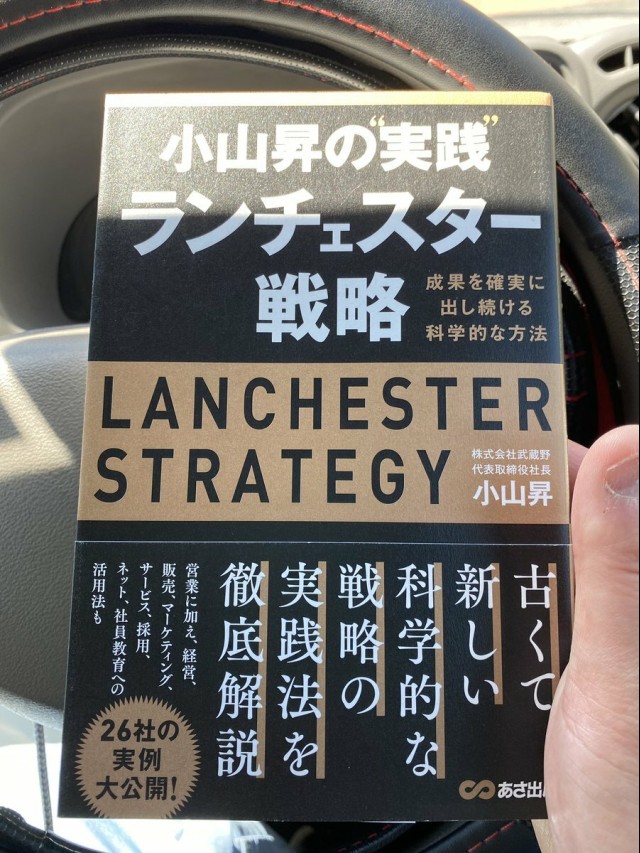 小山昇の“実践”
ランチェスター
戦略
成果を確実に
出し続ける
科学的な方法
LANCHESTER
STRATEGY
株式会社武蔵野
代表取締役社長
小山昇
古くて
新しい
科学的な
戦略の
実践法を
徹底解説
営業に加え、経営、
販売、マーケティング、
サービス、採用、
ネット、社員教育への
活用法も
26社の
実例
大公開!
あさ出